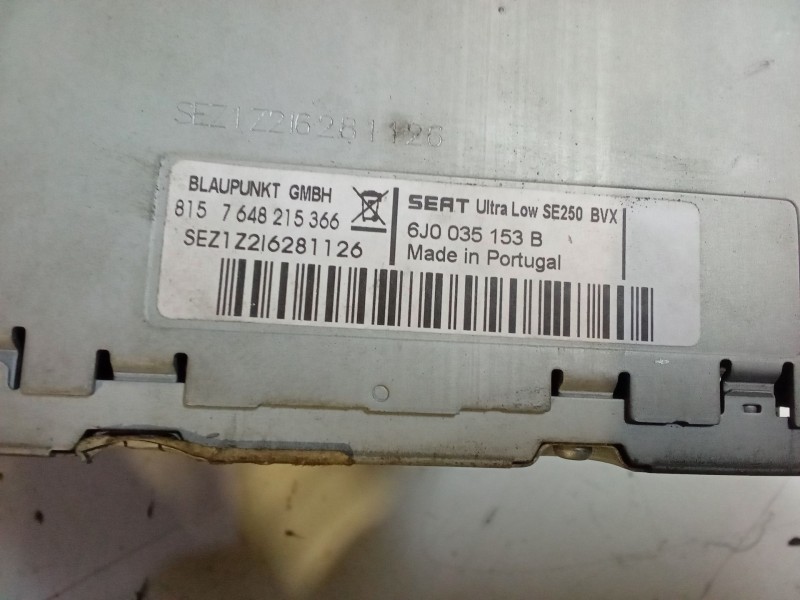 SEZ1Z2I6281126
BLAUPUNKT GMBH
815 7 648 215 366
SEZ1Z2I6281126
SEAT Ultra Low SE250 BVX
6J0 035 153 B
Made in Portugal